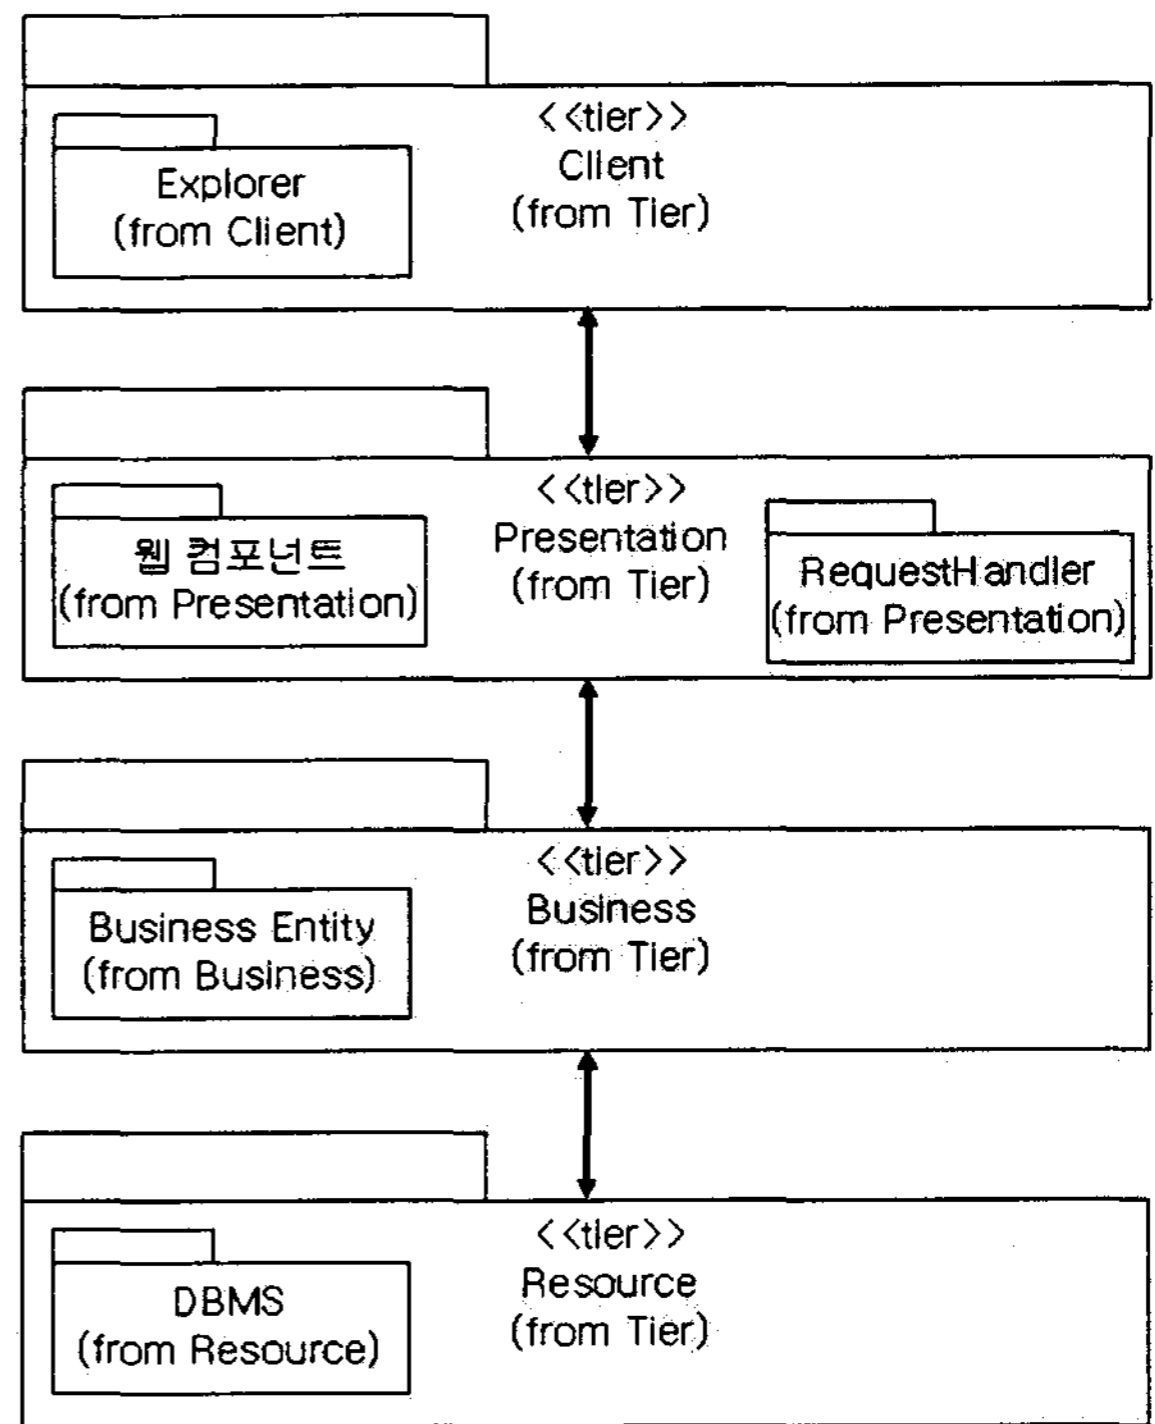 <<tier>>
Client
(from Tier)
Explorer
(from Client)
<<tier>>
Presentation
(from Tier)
웹 컴포넌트
(from Presentation)
RequestHandler
(from Presentation)
<<tier>>
Business
(from Tier)
Business Entity
(from Business)
<<tier>>
Resource
(from Tier)
DBMS
(from Resource)